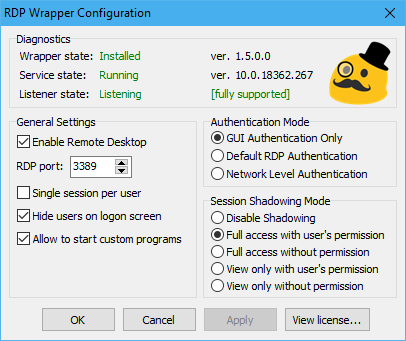 RDP Wrapper Configuration
Diagnostics
Wrapper state: Installed ver. 1.5.0.0
Service state: Running ver. 10.0.18362.267
Listener state: Listening [fully supported]
General Settings
Enable Remote Desktop
RDP port: 3389
Single session per user
Hide users on logon screen
Allow to start custom programs
Authentication Mode
GUI Authentication Only
Default RDP Authentication
Network Level Authentication
Session Shadowing Mode
Disable Shadowing
Full access with user's permission
Full access without permission
View only with user's permission
View only without permission
OK Cancel Apply View license...